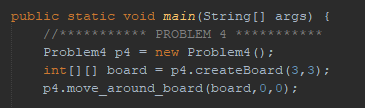 public static void main(String[] args) {
//*********** PROBLEM 4 ***********
Problem4 p4 = new Problem4();
int[][] board = p4.createBoard(3,3);
p4.move_around_board(board,0,0);